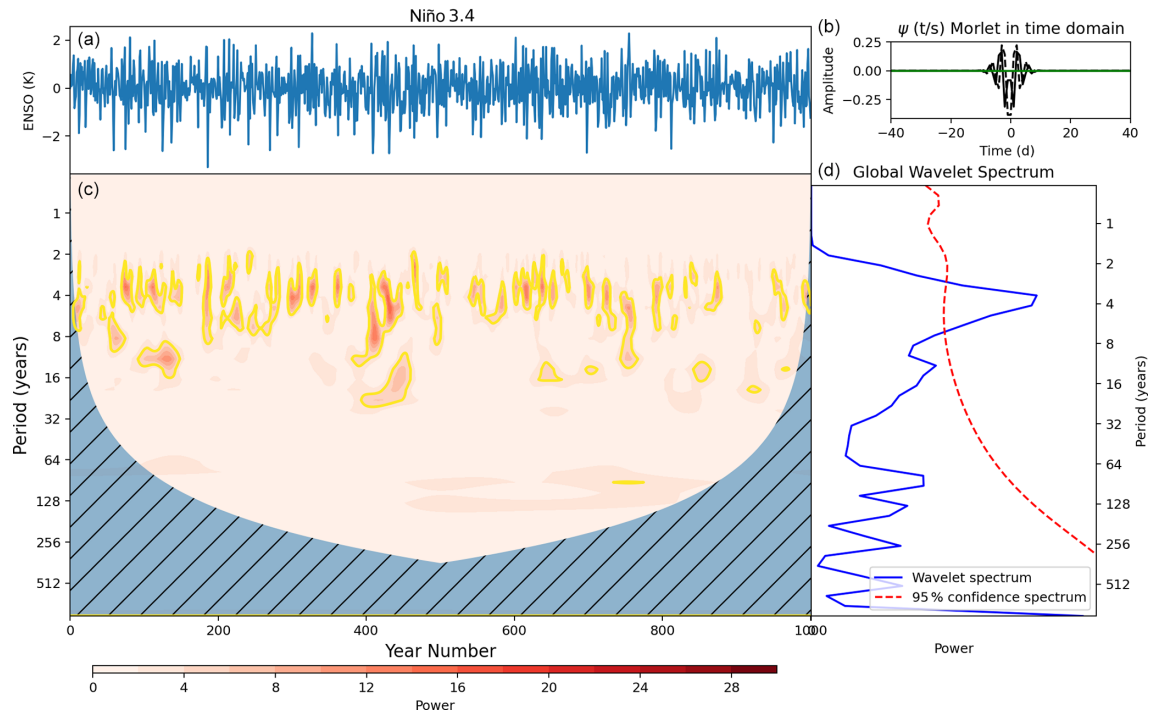 Niño 3.4
(a)
2
0
−2
ENSO (K)
(b)
ψ (t/s) Morlet in time domain
0.25
0.00
−0.25
Amplitude
−40
−20
0
20
40
Time (d)
(c)
1
2
4
8
16
32
64
128
256
512
Period (years)
0
200
400
600
800
1000
Year Number
(d)
Global Wavelet Spectrum
1
2
4
8
16
32
64
128
256
512
Period (years)
Wavelet spectrum
95 % confidence spectrum
0
Power
0
4
8
12
16
20
24
28
Power